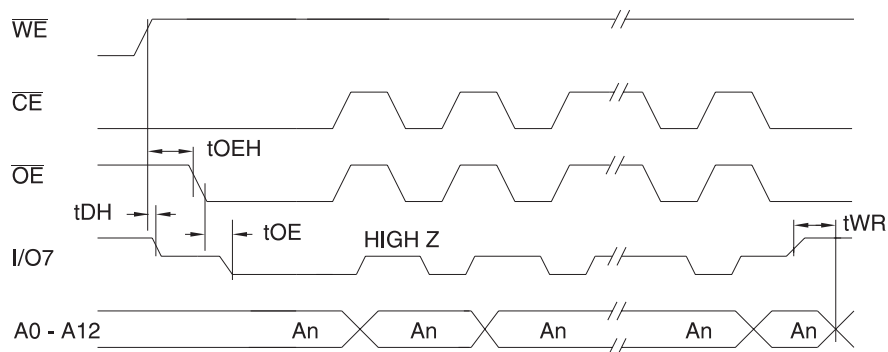 WE
CE
tOEH
OE
tDH
tOE
HIGH Z
tWR
I/O7
A0 - A12
An
An
An
An
An